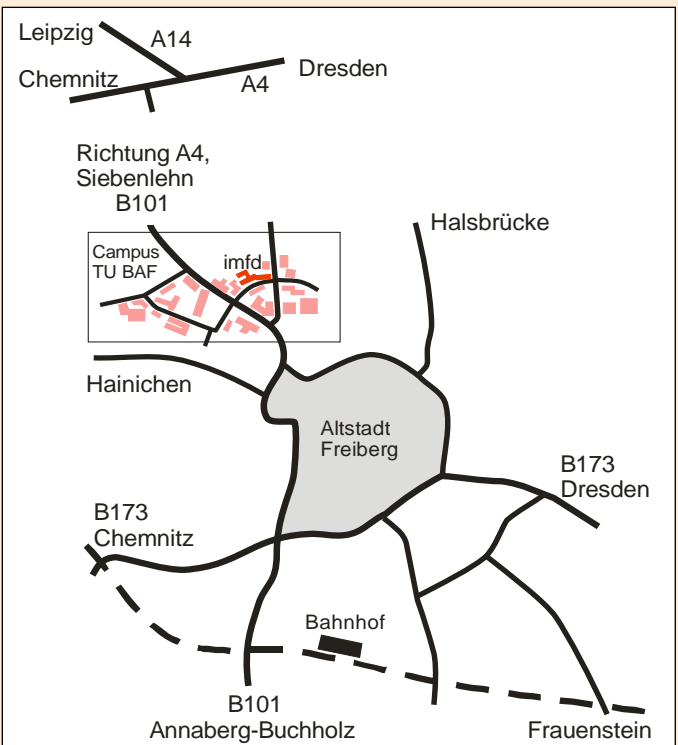 Leipzig
A14
Chemnitz
A4
Dresden
Richtung A4,
Siebenlehn
B101
Halsbrücke
Campus
TU BAF
imfd
Hainichen
Altstadt
Freiberg
B173
Dresden
B173
Chemnitz
Bahnhof
B101
Annaberg-Buchholz
Frauenstein